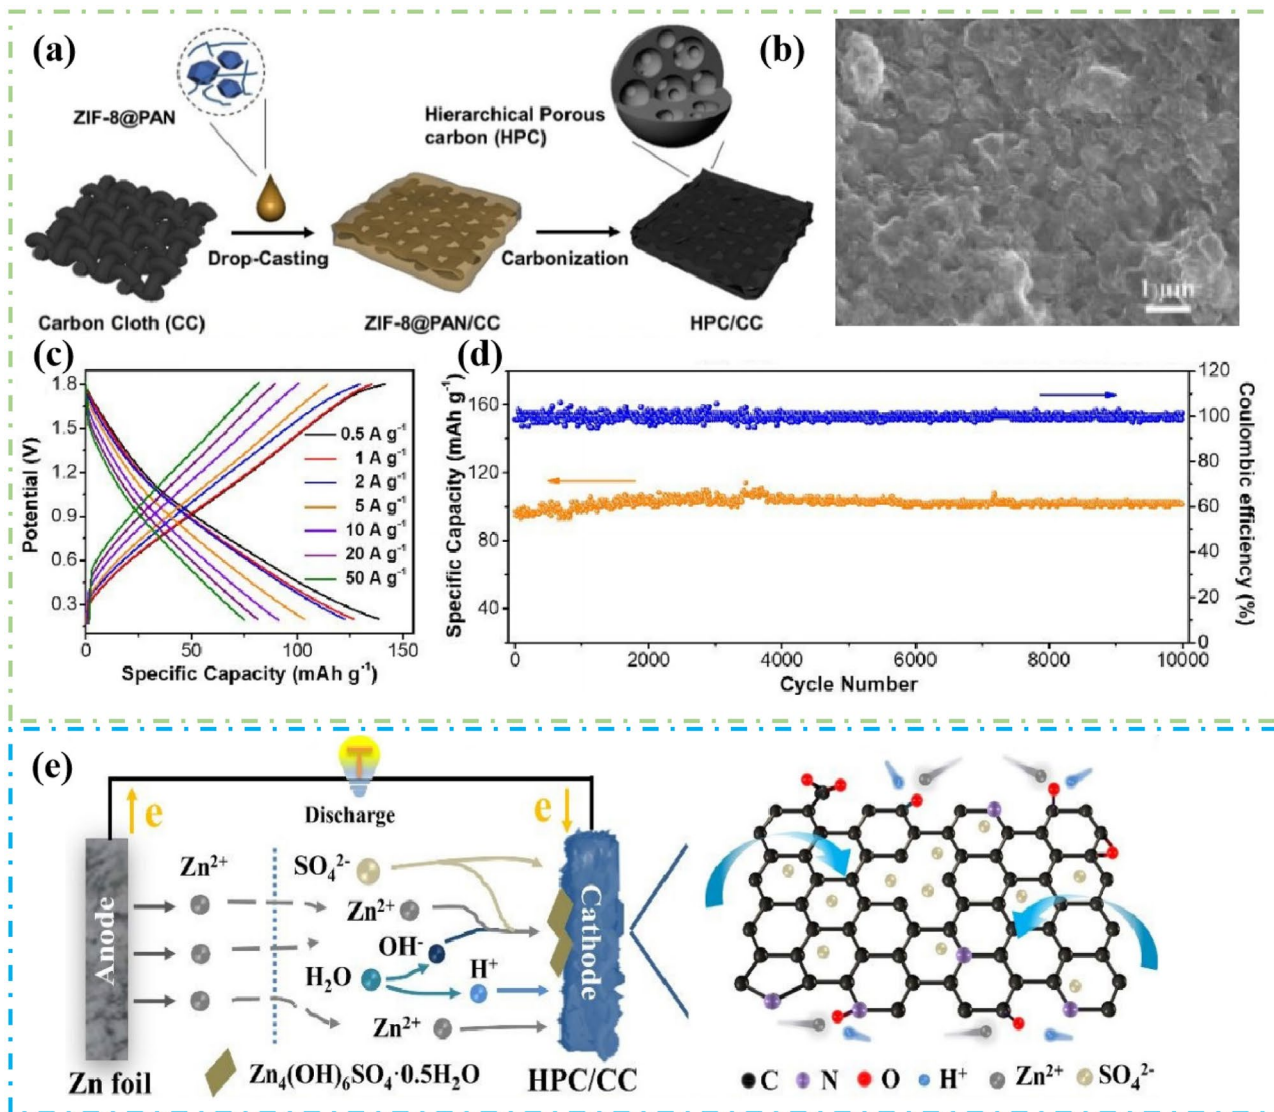 (a)
ZIF-8@PAN
Hierarchical Porous
carbon (HPC)
Drop-Casting
Carbonization
Carbon Cloth (CC)
ZIF-8@PAN/CC
HPC/CC
(b)
1 μm
(c)
Potential (V)
1.8
1.5
1.2
0.9
0.6
0.3
0.5 A g⁻¹
1 A g⁻¹
2 A g⁻¹
5 A g⁻¹
10 A g⁻¹
20 A g⁻¹
50 A g⁻¹
0 50 100 150
Specific Capacity (mAh g⁻¹)
(d)
Specific Capacity (mAh g⁻¹)
160
120
80
40
120
100
80
60
40
20
0
Coulombic efficiency (%)
0 2000 4000 6000 8000 10000
Cycle Number
(e)
e
Discharge
e
Anode
Zn²⁺
SO₄²⁻
Zn²⁺
OH⁻
H₂O
H⁺
Zn²⁺
Cathode
Zn foil
Zn₄(OH)₆SO₄·0.5H₂O
HPC/CC
C N O H⁺ Zn²⁺ SO₄²⁻